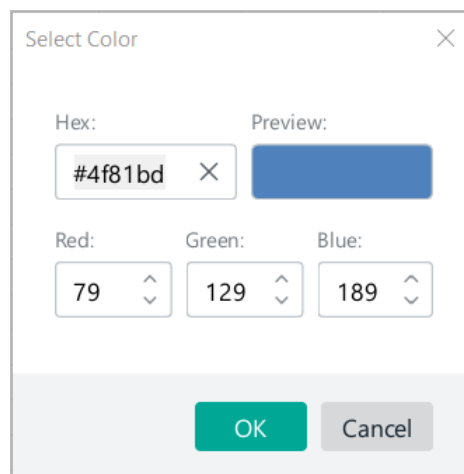 Select Color
Hex: Preview:
#4f81bd
Red: Green: Blue:
79 129 189
OK Cancel